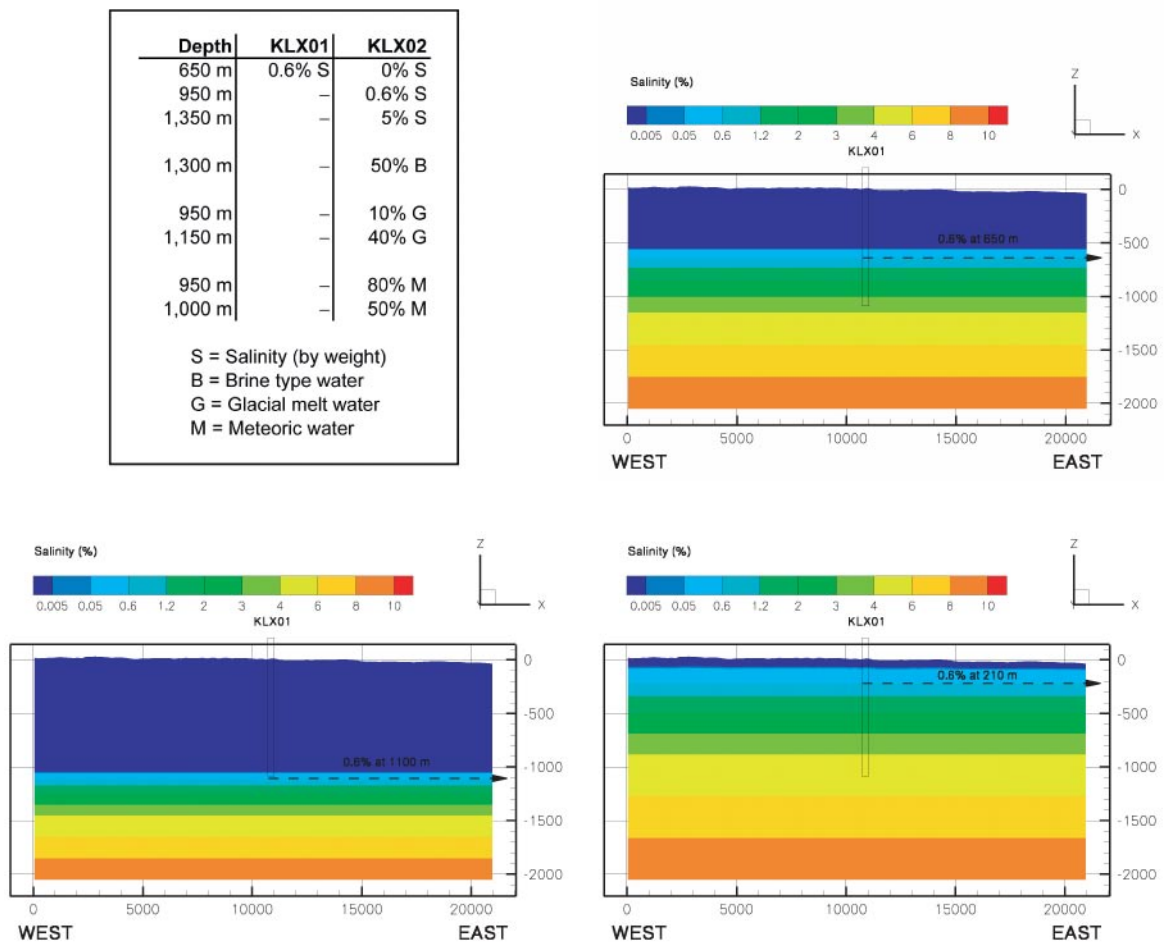 Depth KLX01 KLX02
650 m 0.6% S 0% S
950 m – 0.6% S
1,350 m – 5% S
1,300 m – 50% B
950 m – 10% G
1,150 m – 40% G
950 m – 80% M
1,000 m – 50% M
S = Salinity (by weight)
B = Brine type water
G = Glacial melt water
M = Meteoric water
Salinity (%)
Z
X
0.005 0.05 0.6 1.2 2 3 4 6 8 10
KLX01
0
0.6% at 650 m
-500
-1000
-1500
-2000
0 5000 10000 15000 20000
WEST EAST
Salinity (%)
Z
X
0.005 0.05 0.6 1.2 2 3 4 6 8 10
KLX01
0
-500
0.6% at 1100 m
-1000
-1500
-2000
0 5000 10000 15000 20000
WEST EAST
Salinity (%)
Z
X
0.005 0.05 0.6 1.2 2 3 4 6 8 10
KLX01
0
0.6% at 210 m
-500
-1000
-1500
-2000
0 5000 10000 15000 20000
WEST EAST